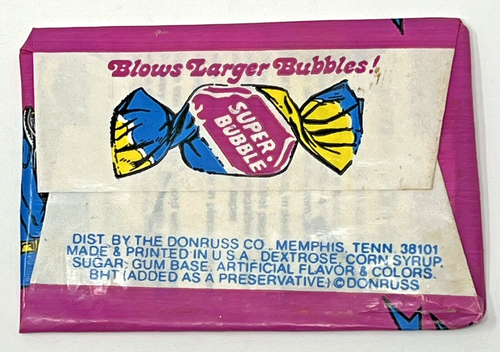 Blows Larger Bubbles!
SUPER
BUBBLE
DIST. BY THE DONRUSS CO., MEMPHIS, TENN. 38101
MADE & PRINTED IN U.S.A. DEXTROSE, CORN SYRUP,
SUGAR, GUM BASE, ARTIFICIAL FLAVOR & COLORS.
BHT (ADDED AS A PRESERVATIVE) © DONRUSS